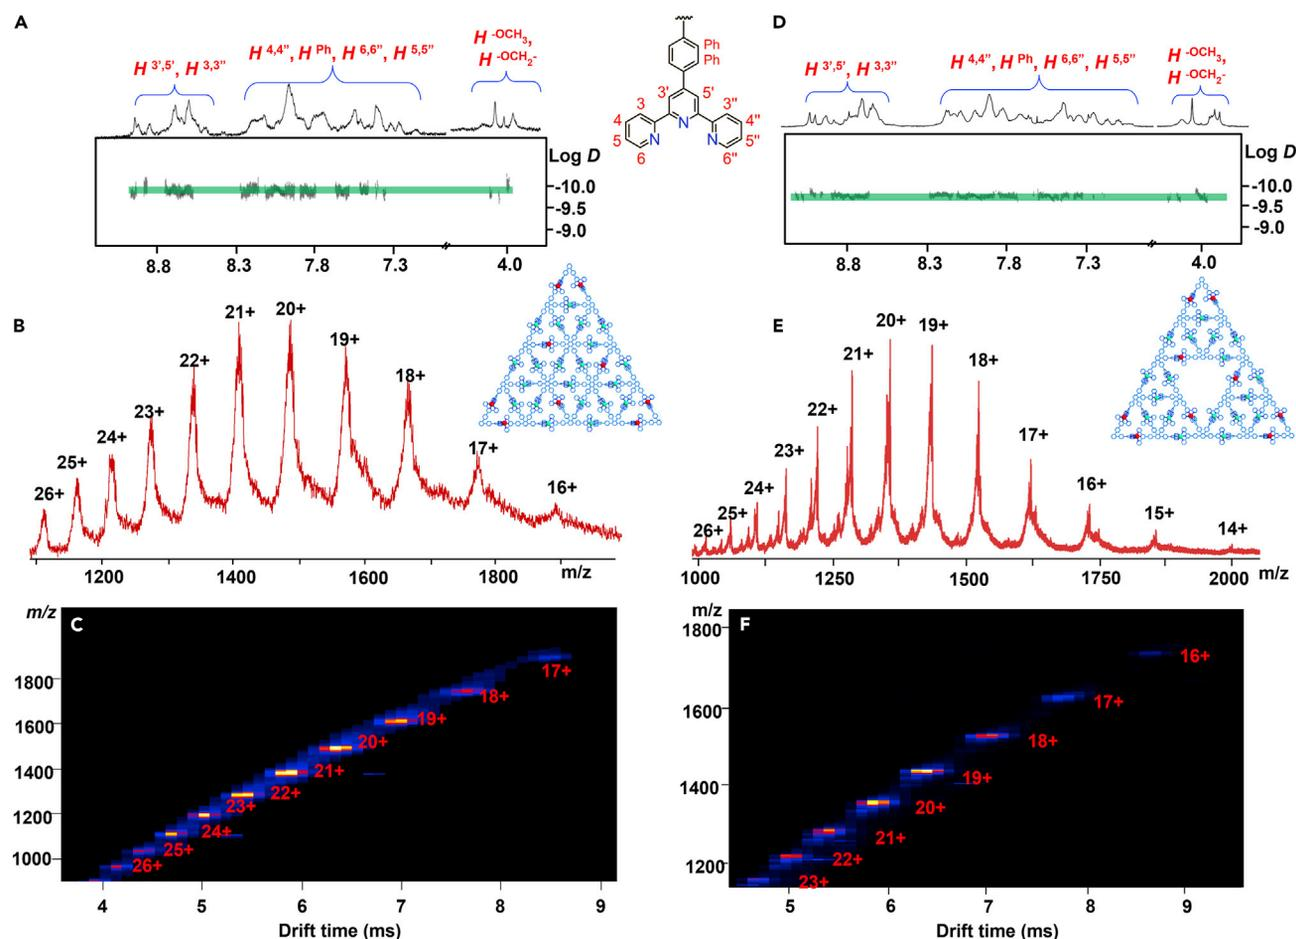 A
H 3',5', H 3,3"
H 4,4", H Ph, H 6,6", H 5,5"
H -OCH3,
H -OCH2-
Log D
-10.0
-9.5
-9.0
8.8 8.3 7.8 7.3 4.0
Ph
Ph
3' 5'
3 3"
4 N 4"
5 N N 5"
6 6"
D
H 3',5', H 3,3"
H 4,4", H Ph, H 6,6", H 5,5"
H -OCH3,
H -OCH2-
Log D
-10.0
-9.5
-9.0
8.8 8.3 7.8 7.3 4.0
B
26+ 25+ 24+ 23+ 22+ 21+ 20+ 19+ 18+ 17+ 16+
1200 1400 1600 1800 m/z
E
26+ 25+ 24+ 23+ 22+ 21+ 20+ 19+ 18+ 17+ 16+ 15+ 14+
1000 1250 1500 1750 2000 m/z
m/z
C
1800
1600
1400
1200
1000
17+
18+
19+
20+
21+
22+
23+
24+
25+
26+
4 5 6 7 8 9
Drift time (ms)
m/z
F
1800
1600
1400
1200
16+
17+
18+
19+
20+
21+
22+
23+
5 6 7 8 9
Drift time (ms)